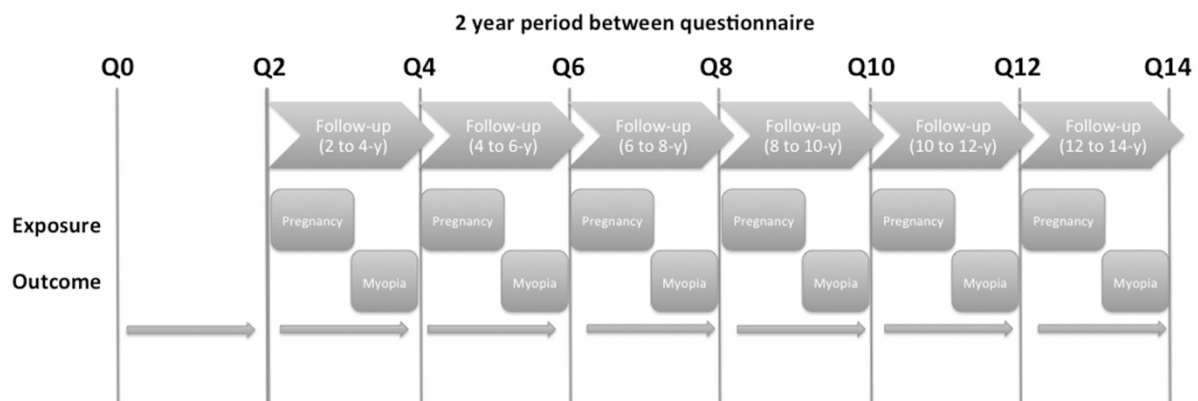 2 year period between questionnaire
Q0 Q2 Q4 Q6 Q8 Q10 Q12 Q14
Follow-up Follow-up Follow-up Follow-up Follow-up Follow-up
(2 to 4-y) (4 to 6-y) (6 to 8-y) (8 to 10-y) (10 to 12-y) (12 to 14-y)
Exposure Pregnancy Pregnancy Pregnancy Pregnancy Pregnancy Pregnancy
Outcome Myopia Myopia Myopia Myopia Myopia Myopia